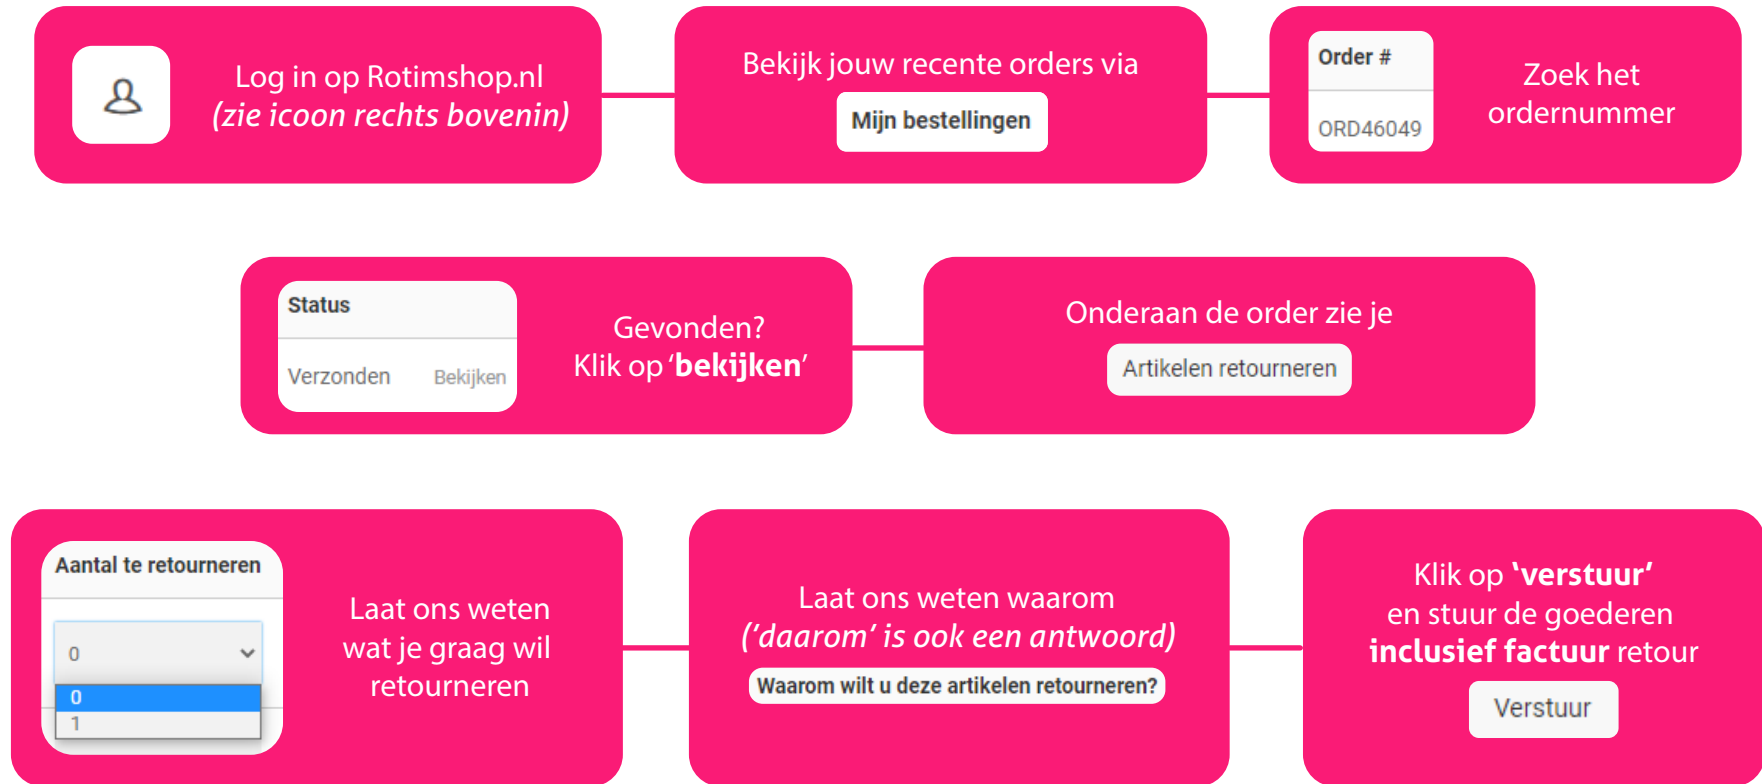 Log in op Rotimshop.nl
(zie icoon rechts bovenin)
Bekijk jouw recente orders via
Mijn bestellingen
Order #
ORD46049
Zoek het
ordernummer
Status
Verzonden Bekijken
Gevonden?
Klik op ‘bekijken’
Onderaan de order zie je
Artikelen retourneren
Aantal te retourneren
0
0
1
Laat ons weten
wat je graag wil
retourneren
Laat ons weten waarom
(’daarom’ is ook een antwoord)
Waarom wilt u deze artikelen retourneren?
Klik op ‘verstuur’
en stuur de goederen
inclusief factuur retour
Verstuur